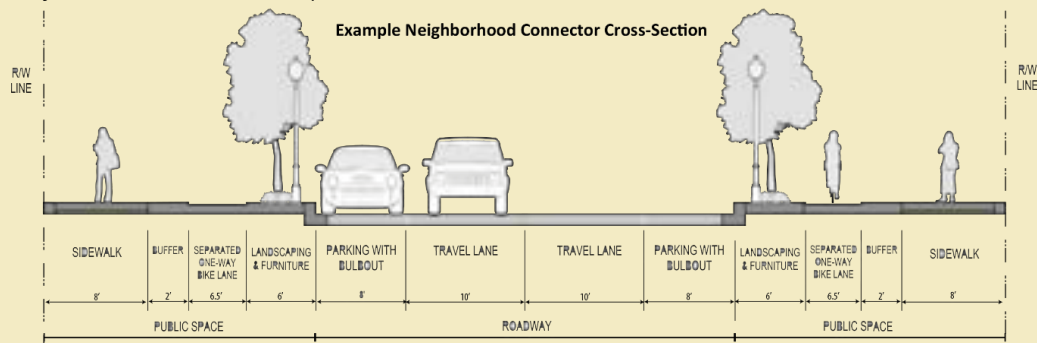 Example Neighborhood Connector Cross-Section
R/W
LINE
R/W
LINE
SIDEWALK
BUFFER
SEPARATED
ONE-WAY
BIKE LANE
LANDSCAPING
& FURNITURE
PARKING WITH
BULBOUT
TRAVEL LANE
TRAVEL LANE
PARKING WITH
BULBOUT
LANDSCAPING
& FURNITURE
SEPARATED
ONE-WAY
BIKE LANE
BUFFER
SIDEWALK
8'
2'
6.5'
6'
8'
10'
10'
8'
6'
6.5'
2'
8'
PUBLIC SPACE
ROADWAY
PUBLIC SPACE